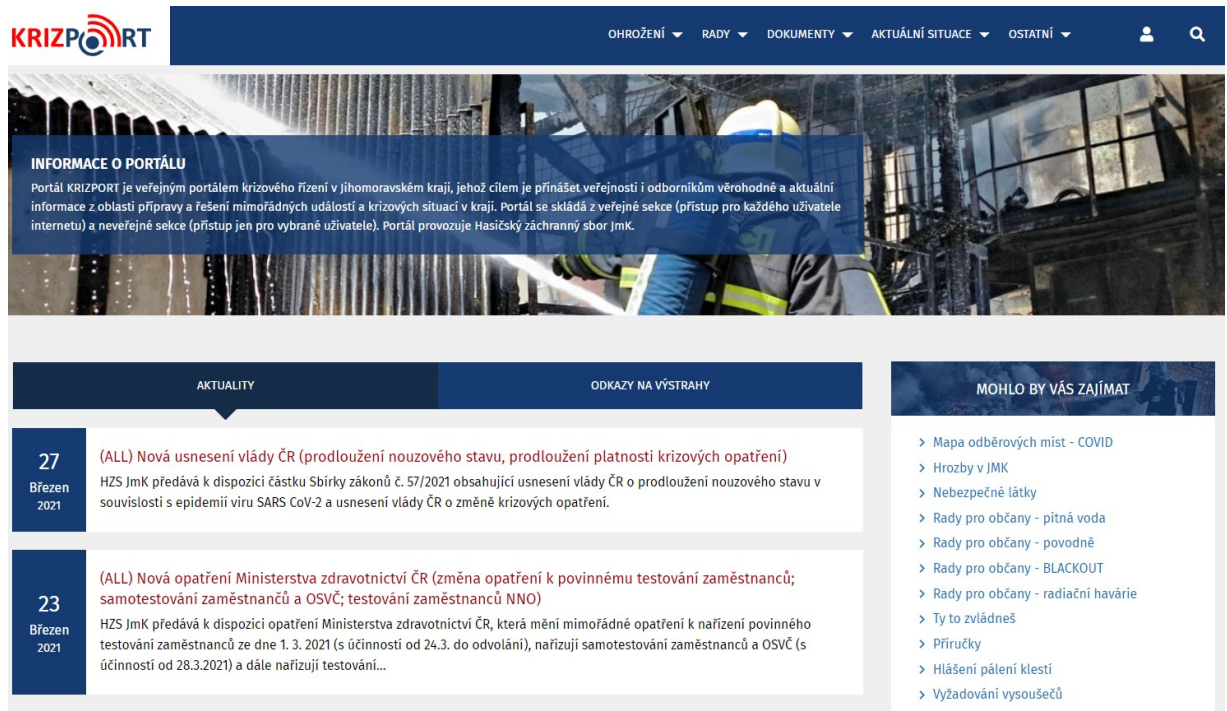 KRIZPORT
OHROŽENÍ
RADY
DOKUMENTY
AKTUÁLNÍ SITUACE
OSTATNÍ
INFORMACE O PORTÁLU
Portál KRIZPORT je veřejným portálem krizového řízení v Jihomoravském kraji, jehož cílem je přinášet veřejnosti i odborníkům věrohodné a aktuální
informace z oblasti přípravy a řešení mimořádných událostí a krizových situací v kraji. Portál se skládá z veřejné sekce (přístup pro každého uživatele
internetu) a neveřejné sekce (přístup jen pro vybrané uživatele). Portál provozuje Hasičský záchranný sbor JmK.
AKTUALITY
ODKAZY NA VÝSTRAHY
27
Březen
2021
(ALL) Nová usnesení vlády ČR (prodloužení nouzového stavu, prodloužení platnosti krizových opatření)
HZS JmK předává k dispozici částku Sbírky zákonů č. 57/2021 obsahující usnesení vlády ČR o prodloužení nouzového stavu v
souvislosti s epidemií viru SARS CoV-2 a usnesení vlády ČR o změně krizových opatření.
23
Březen
2021
(ALL) Nová opatření Ministerstva zdravotnictví ČR (změna opatření k povinnému testování zaměstnanců;
samotestování zaměstnančů a OSVČ; testování zaměstnanců NNO)
HZS JmK předává k dispozici opatření Ministerstva zdravotnictví ČR, která mění mimořádné opatření k nařízení povinného
testování zaměstnanců ze dne 1. 3. 2021 (s účinností od 24.3. do odvolání), nařizují samotestování zaměstnanců a OSVČ (s
účinností od 28.3.2021) a dále nařizují testování...
MOHLO BY VÁS ZAJÍMAT
Mapa odběrových míst - COVID
Hrozby v JMK
Nebezpečné látky
Rady pro občany - pitná voda
Rady pro občany - povodně
Rady pro občany - BLACKOUT
Rady pro občany - radiační havárie
Ty to zvládneš
Příručky
Hlášení pálení klestí
Vyžadování vysoušečů